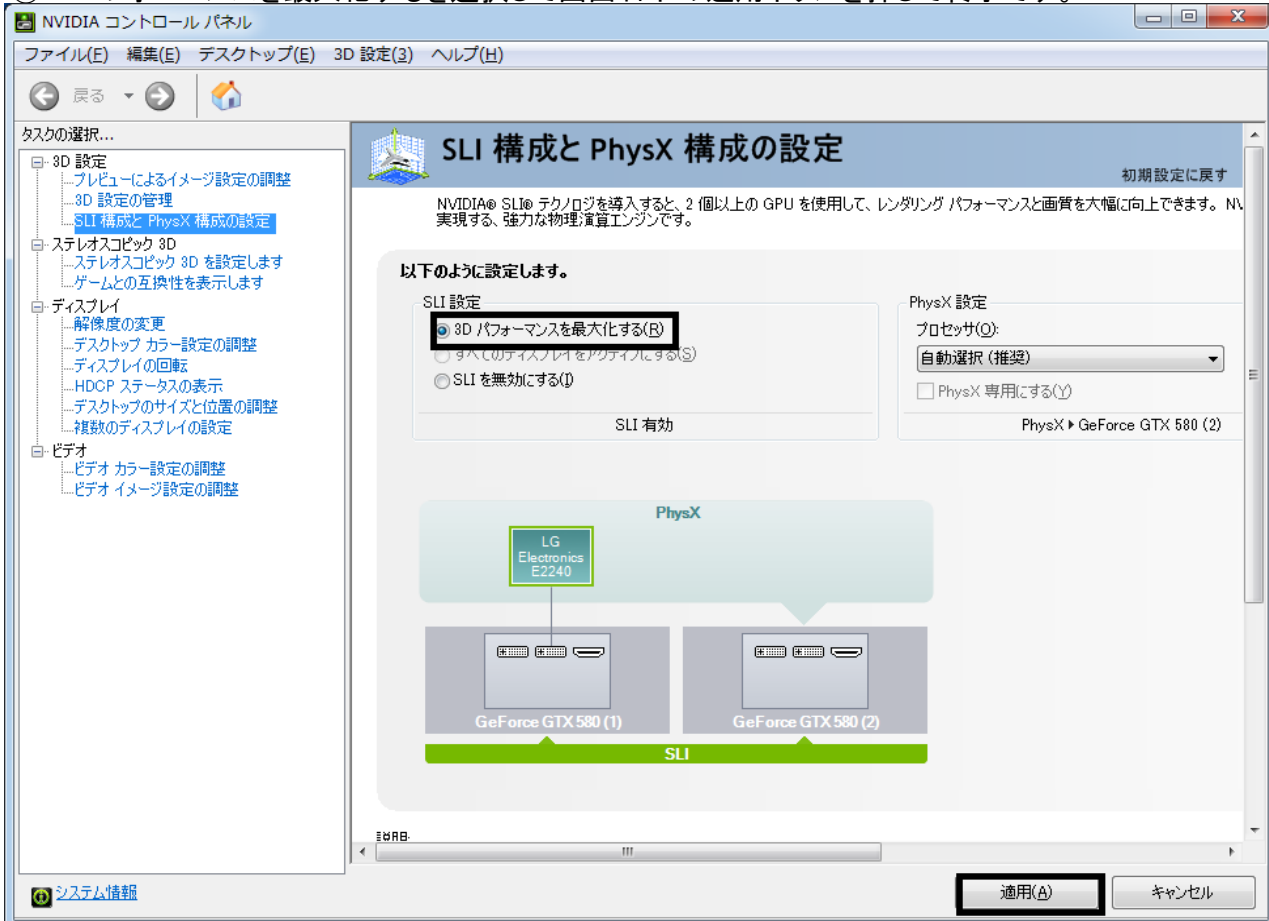 NVIDIA コントロール パネル
ファイル(F) 編集(E) デスクトップ(E) 3D 設定(3) ヘルプ(H)
戻る
タスクの選択...
3D 設定
プレビューによるイメージ設定の調整
3D 設定の管理
SLI 構成と PhysX 構成の設定
ステレオスコピック 3D
ステレオスコピック 3D を設定します
ゲームとの互換性を表示します
ディスプレイ
解像度の変更
デスクトップ カラー設定の調整
ディスプレイの回転
HDCP ステータスの表示
デスクトップのサイズと位置の調整
複数のディスプレイの設定
ビデオ
ビデオ カラー設定の調整
ビデオ イメージ設定の調整
システム情報
SLI 構成と PhysX 構成の設定
初期設定に戻す
NVIDIA® SLI® テクノロジを導入すると、2 個以上の GPU を使用して、レンダリング パフォーマンスと画質を大幅に向上できます。
実現する、強力な物理演算エンジンです。
以下のように設定します。
SLI 設定
3D パフォーマンスを最大化する(R)
すべてのディスプレイをアクティブにする(S)
SLI を無効にする(I)
SLI 有効
PhysX 設定
プロセッサ(O):
自動選択 (推奨)
PhysX 専用にする(Y)
PhysX ▸ GeForce GTX 580 (2)
PhysX
LG
Electronics
E2240
GeForce GTX 580 (1)
GeForce GTX 580 (2)
SLI
適用(A)
キャンセル